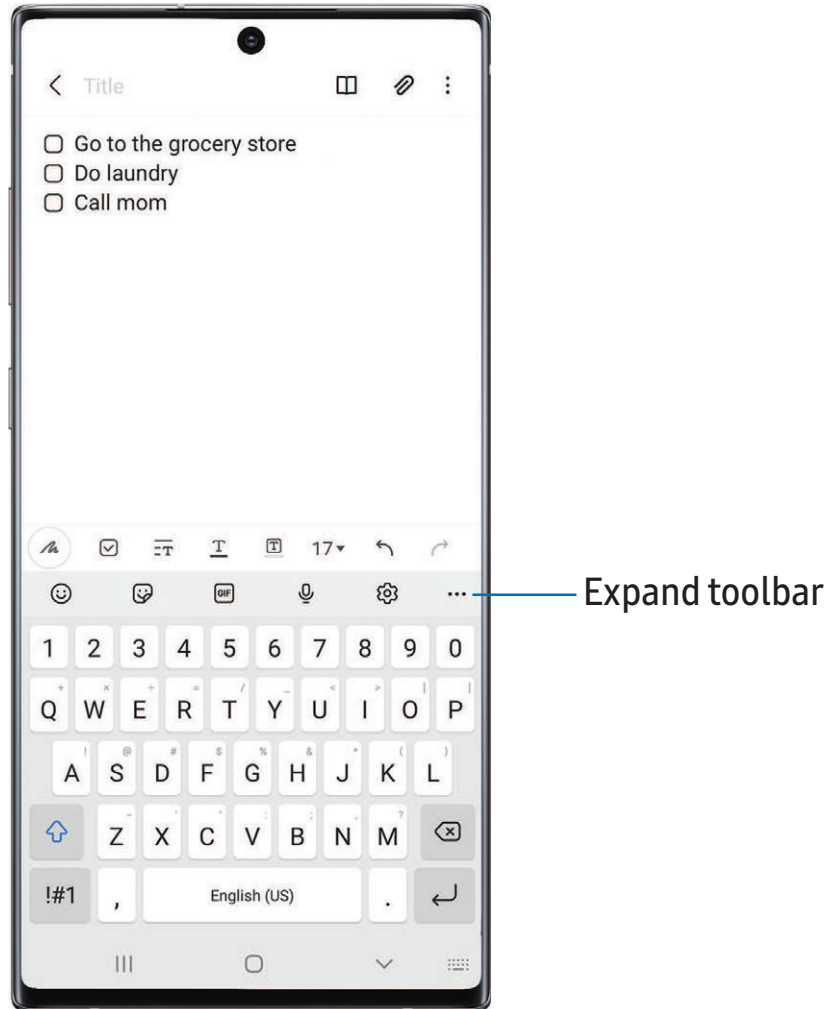 Title
Go to the grocery store
Do laundry
Call mom
T T T 17
GIF
Expand toolbar
1 2 3 4 5 6 7 8 9 0
+ × ÷ = / _ < > [ ]
Q W E R T Y U I O P
! @ # $ % & * ( )
A S D F G H J K L
- ' " : ; , ?
Z X C V B N M
!#1 , English (US) .